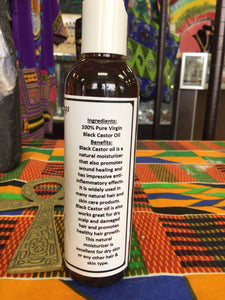 Ingredients:
100% Pure Virgin
Black Castor Oil
Benefits:
Black Castor oil is a
natural moisturizer
that also promotes
wound healing and
has impressive anti-
inflammatory effects.
It is widely used in
many natural hair and
skin care products.
Black Castor oil is also
works great for dry
scalp and damaged
hair and promotes
healthy hair growth.
This natural
moisturizer is
excellent for dry skin
or any other hair &
skin type.